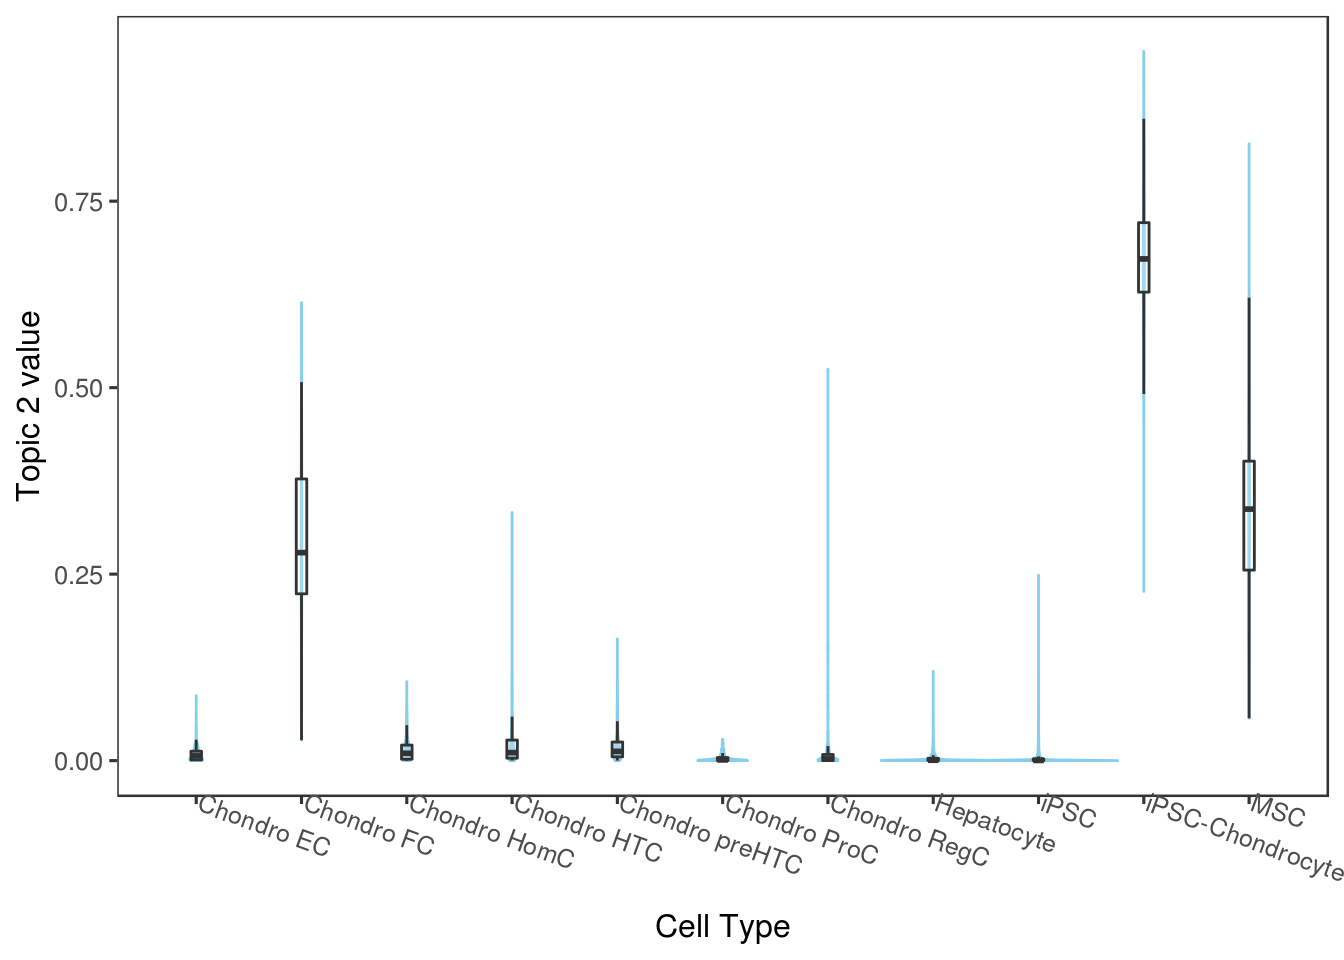 Topic 2 value
0.75
0.50
0.25
0.00
Chondro EC
Chondro FC
Chondro HomC
Chondro HTC
Chondro preHTC
Chondro ProC
Chondro RegC
Hepatocyte
iPSC
iPSC-Chondrocyte
MSC
Cell Type